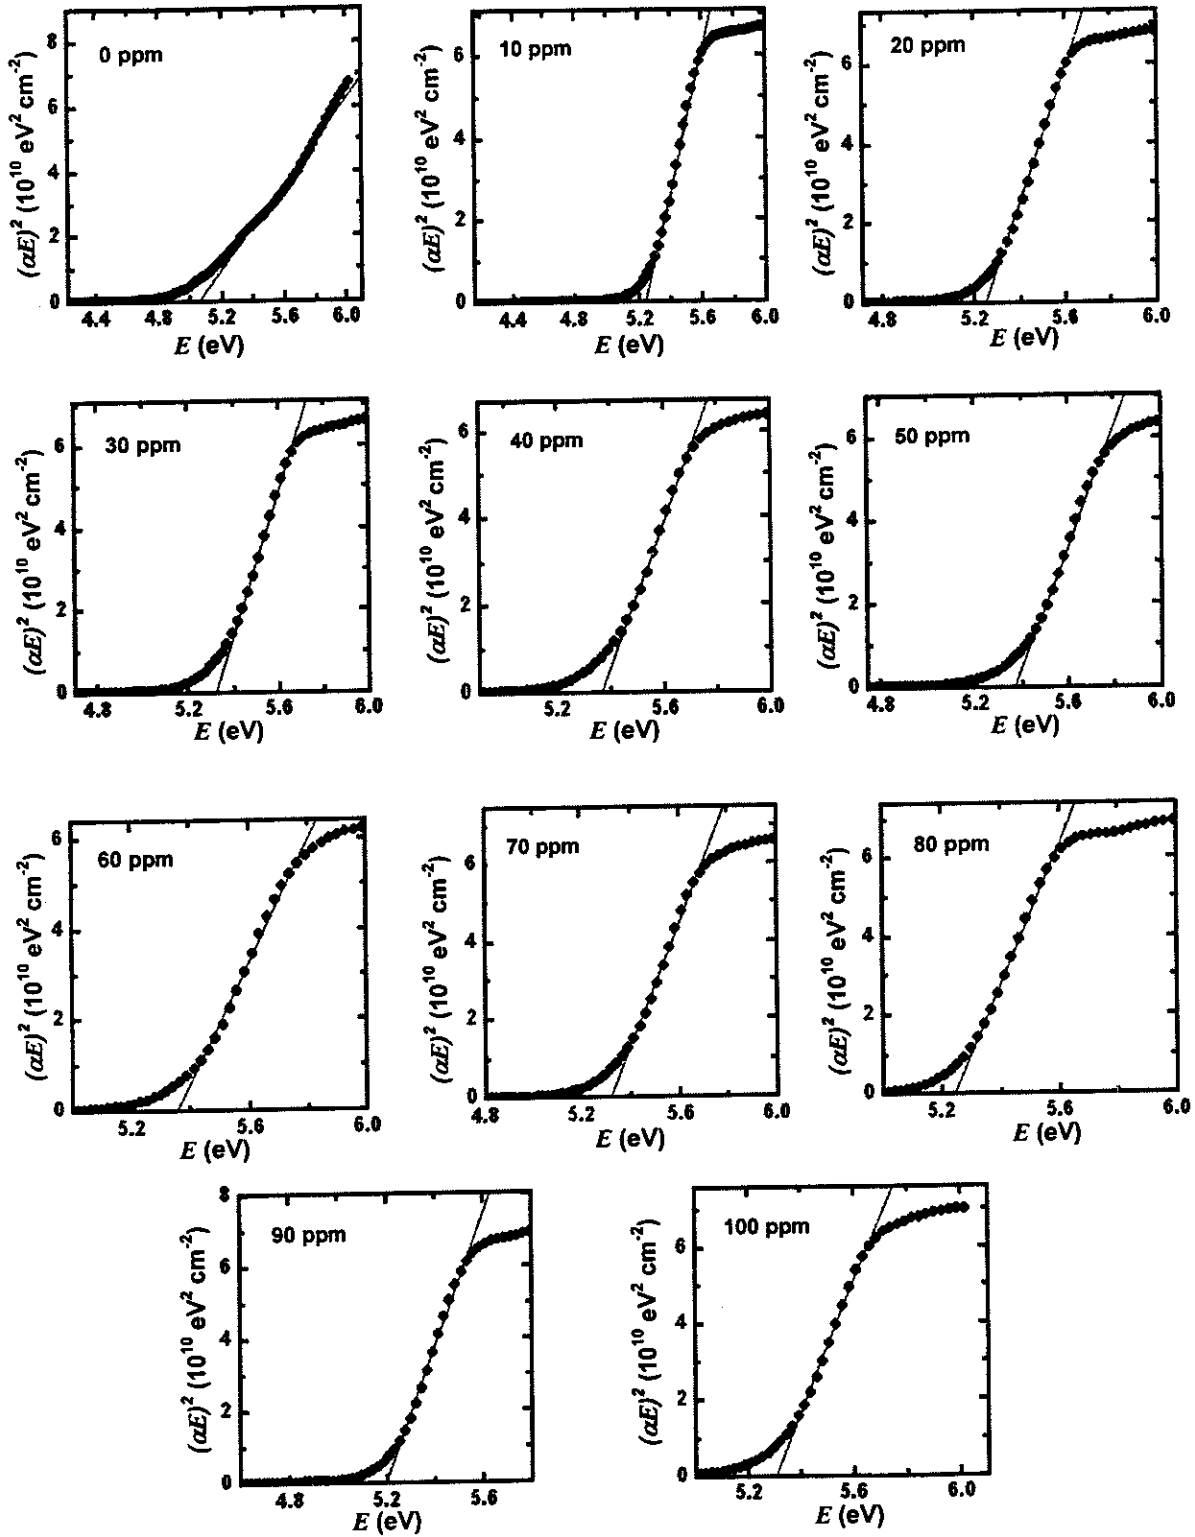 0 ppm
8
6
4
2
0
(αE)² (10¹⁰ eV² cm⁻²)
4.4 4.8 5.2 5.6 6.0
E (eV)
10 ppm
6
4
2
0
(αE)² (10¹⁰ eV² cm⁻²)
4.4 4.8 5.2 5.6 6.0
E (eV)
20 ppm
6
4
2
0
(αE)² (10¹⁰ eV² cm⁻²)
4.8 5.2 5.6 6.0
E (eV)
30 ppm
6
4
2
0
(αE)² (10¹⁰ eV² cm⁻²)
4.8 5.2 5.6 6.0
E (eV)
40 ppm
6
4
2
0
(αE)² (10¹⁰ eV² cm⁻²)
5.2 5.6 6.0
E (eV)
50 ppm
6
4
2
0
(αE)² (10¹⁰ eV² cm⁻²)
4.8 5.2 5.6 6.0
E (eV)
60 ppm
6
4
2
0
(αE)² (10¹⁰ eV² cm⁻²)
5.2 5.6 6.0
E (eV)
70 ppm
6
4
2
0
(αE)² (10¹⁰ eV² cm⁻²)
4.8 5.2 5.6 6.0
E (eV)
80 ppm
6
4
2
0
(αE)² (10¹⁰ eV² cm⁻²)
5.2 5.6 6.0
E (eV)
90 ppm
8
6
4
2
0
(αE)² (10¹⁰ eV² cm⁻²)
4.8 5.2 5.6
E (eV)
100 ppm
6
4
2
0
(αE)² (10¹⁰ eV² cm⁻²)
5.2 5.6 6.0
E (eV)